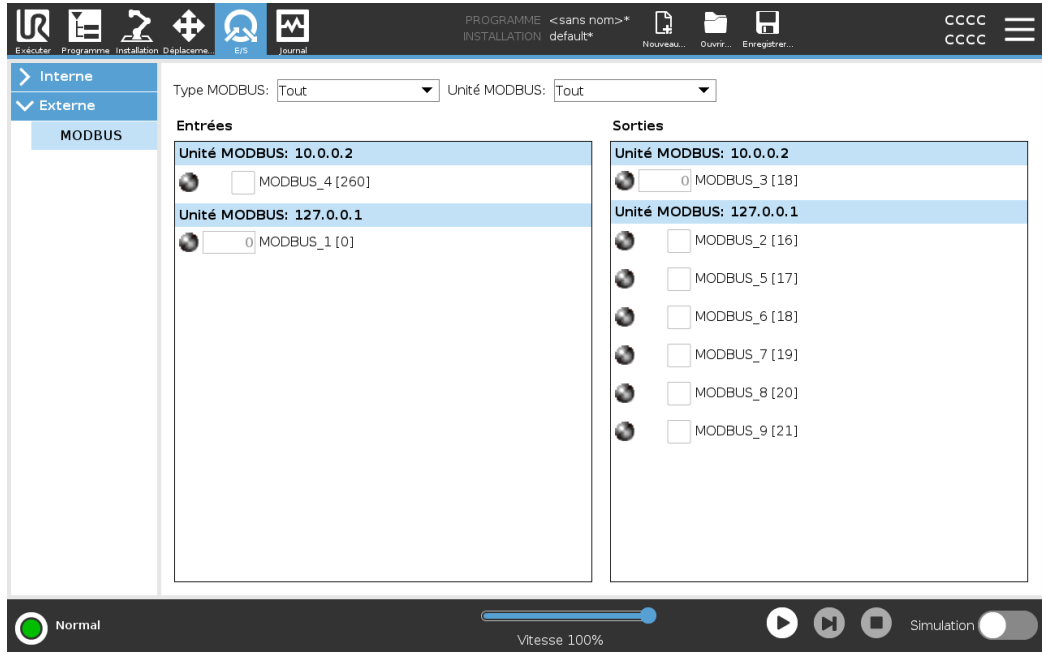 PROGRAMME <sans nom>*
INSTALLATION default*
CCCC
CCCC
UR
Exécuter Programme Installation Déplaceme... E/S Journal
Nouveau... Ouvrir... Enregistrer...
Interne
Externe
MODBUS
Type MODBUS: Tout Unité MODBUS: Tout
Entrées
Unité MODBUS: 10.0.0.2
MODBUS_4 [260]
Unité MODBUS: 127.0.0.1
0 MODBUS_1 [0]
Sorties
Unité MODBUS: 10.0.0.2
0 MODBUS_3 [18]
Unité MODBUS: 127.0.0.1
MODBUS_2 [16]
MODBUS_5 [17]
MODBUS_6 [18]
MODBUS_7 [19]
MODBUS_8 [20]
MODBUS_9 [21]
Normal
Vitesse 100%
Simulation